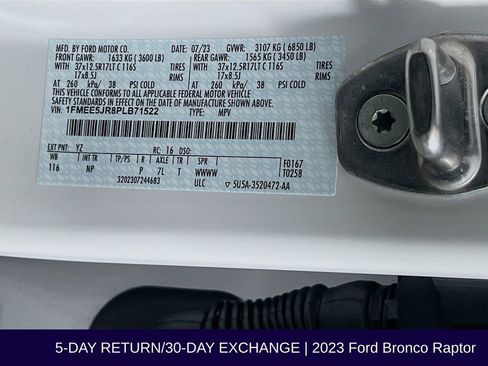 MFD. BY FORD MOTOR CO.
DATE: 07/23 GVWR: 3107 KG ( 6850 LB)
FRONT GAWR: 1633 KG ( 3600 LB) REAR GAWR: 1565 KG ( 3450 LB)
WITH 37x12.5R17LT C 116S TIRES WITH 37x12.5R17LT C 116S TIRES
17x8.5J RIMS 17x8.5J RIMS
AT 260 kPa/ 38 PSI COLD AT 260 kPa/ 38 PSI COLD
THIS VEHICLE CONFORMS TO ALL APPLICABLE FEDERAL MOTOR VEHICLE
SAFETY AND THEFT PREVENTION STANDARDS IN EFFECT ON THE DATE OF
MANUFACTURE SHOWN ABOVE.
VIN: 1FMEE5JR8PLB71522 TYPE: MPV
EXT PNT: YZ RC: 16 DSO: F0167
WB INT TR TP/PS R AXLE TR SPR T0258
116 NP P 7L T WWWW
3202307244683 ULC 5U5A-3520472-AA
5-DAY RETURN/30-DAY EXCHANGE | 2023 Ford Bronco Raptor